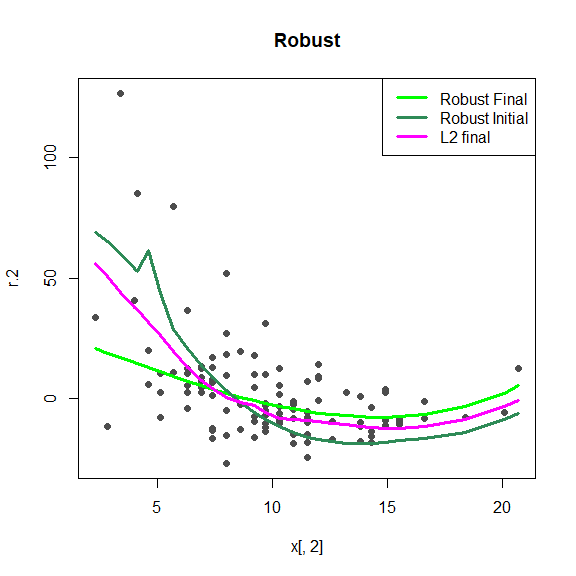 Robust
Robust Final
Robust Initial
L2 final
100
50
0
r.2
5
10
15
20
x[, 2]